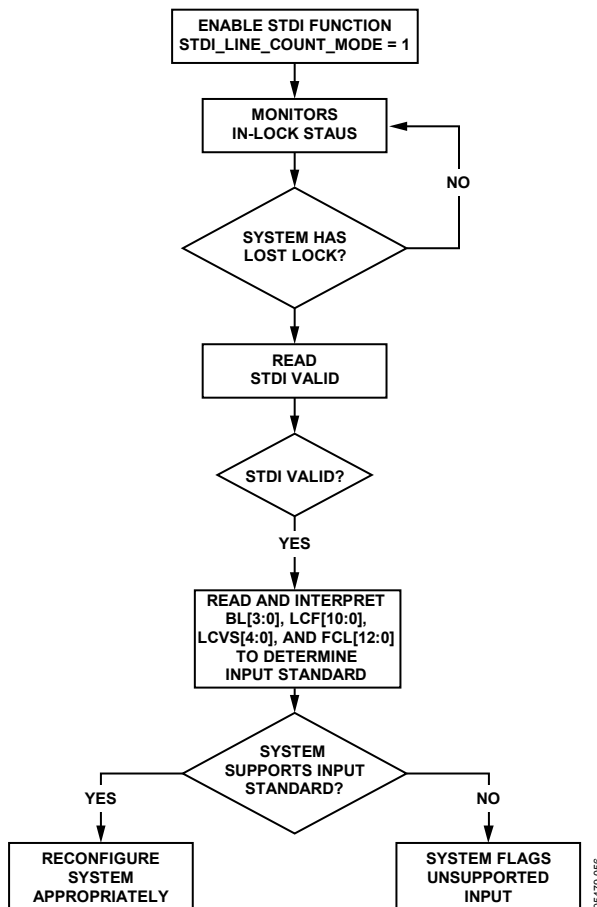 ENABLE STDI FUNCTION
STDI_LINE_COUNT_MODE = 1
MONITORS
IN-LOCK STAUS
NO
SYSTEM HAS
LOST LOCK?
READ
STDI VALID
STDI VALID?
YES
READ AND INTERPRET
BL[3:0], LCF[10:0],
LCVS[4:0], AND FCL[12:0]
TO DETERMINE
INPUT STANDARD
SYSTEM
SUPPORTS INPUT
STANDARD?
YES
NO
RECONFIGURE
SYSTEM
APPROPRIATELY
SYSTEM FLAGS
UNSUPPORTED
INPUT